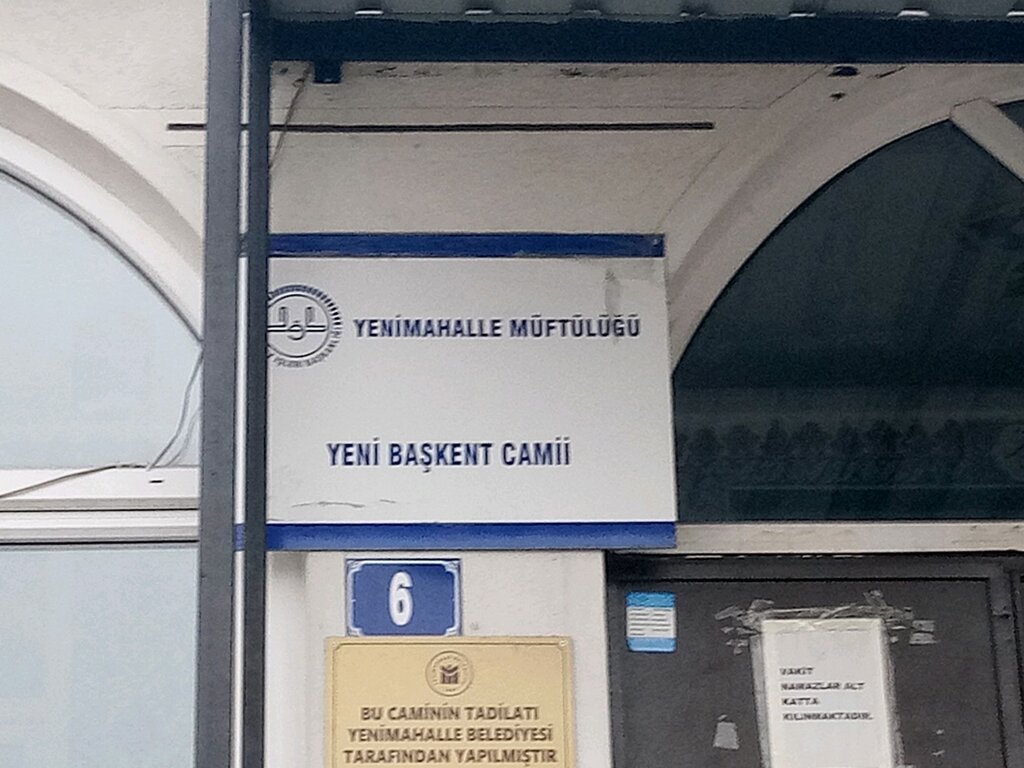 YENİMAHALLE MÜFTÜLÜĞÜ
YENİ BAŞKENT CAMİİ
6
BU CAMİNİN TADİLATI
YENİMAHALLE BELEDİYESİ
TARAFINDAN YAPILMIŞTIR
VAKİT
NAMAZLAR ALT
KATTA
KILINMAKTADIR.